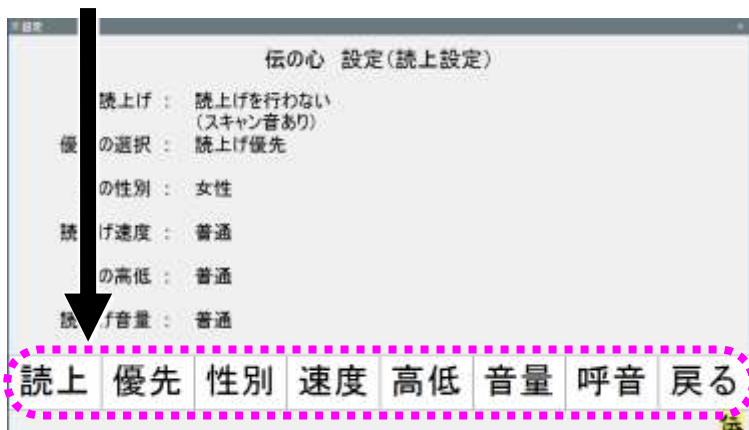 設定
伝の心 設定(読上設定)
読上げ : 読上げを行わない
(スキャン音あり)
優 の選択 : 読上げ優先
の性別 : 女性
読 げ速度 : 普通
の高低 : 普通
読 げ音量 : 普通
読上 優先 性別 速度 高低 音量 呼音 戻る